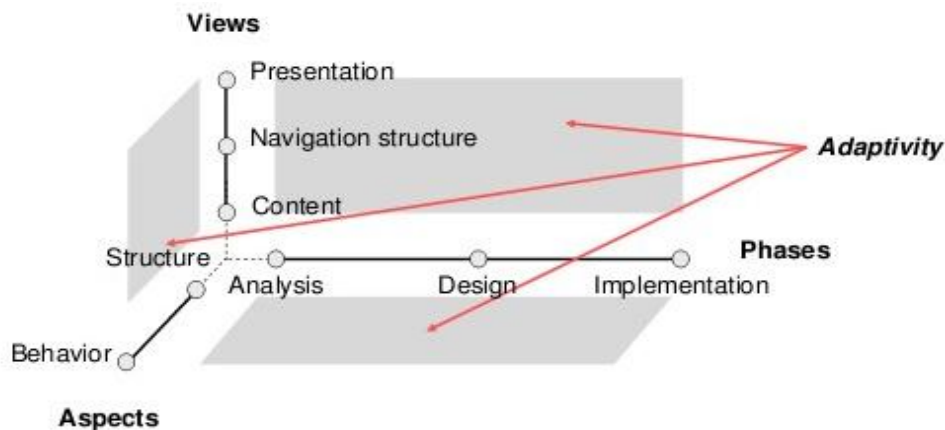 Views
Presentation
Navigation structure
Adaptivity
Content
Structure
Phases
Analysis
Design
Implementation
Behavior
Aspects